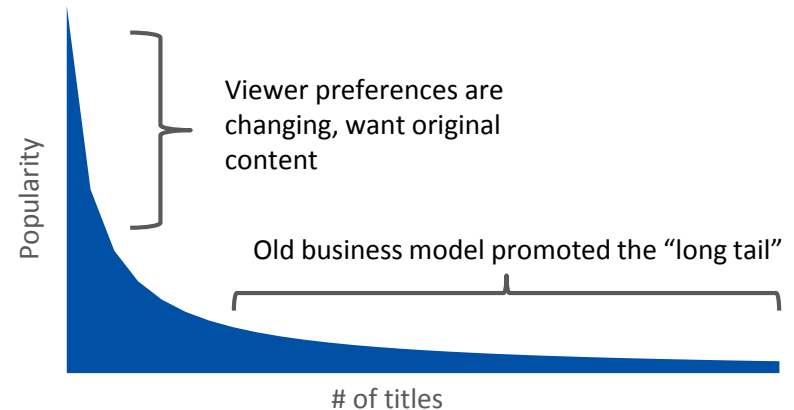 Viewer preferences are
changing, want original
content
Popularity
Old business model promoted the “long tail”
# of titles